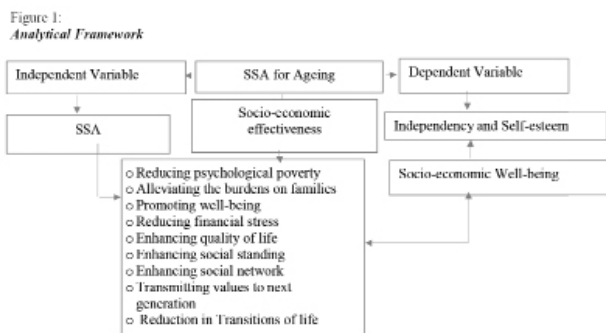 Figure 1:
Analytical Framework
Independent Variable
SSA for Ageing
Dependent Variable
SSA
Socio-economic
effectiveness
Independency and Self-esteem
Socio-economic Well-being
o Reducing psychological poverty
o Alleviating the burdens on families
o Promoting well-being
o Reducing financial stress
o Enhancing quality of life
o Enhancing social standing
o Enhancing social network
o Transmitting values to next
generation
o Reduction in Transitions of life